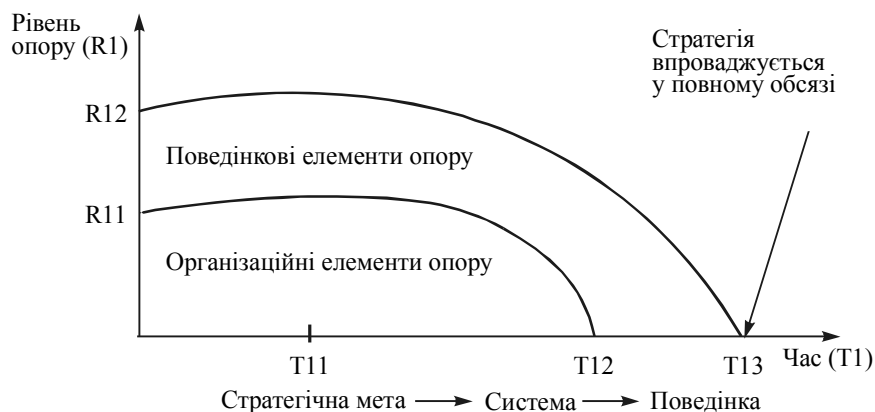 Рівень
опору (R1)
Стратегія
впроваджується
у повному обсязі
R12
Поведінкові елементи опору
R11
Організаційні елементи опору
T11
T12
T13
Час (T1)
Стратегічна мета
Система
Поведінка